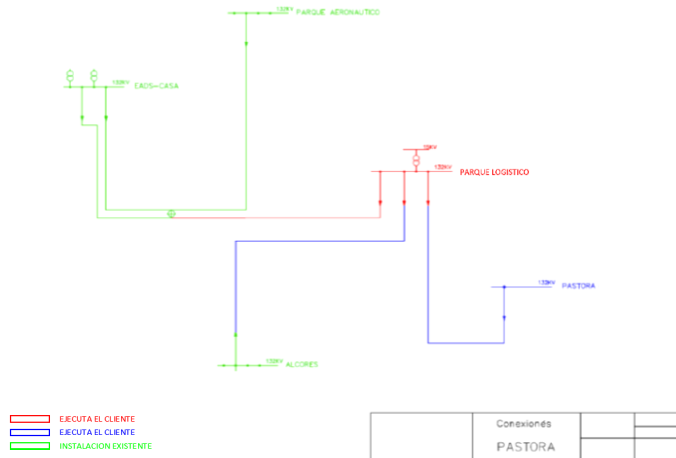 132KV PARQUE AERONAUTICO
132KV EADS-CASA
10KV
132KV PARQUE LOGISTICO
132KV PASTORA
132KV ALCORES
EJECUTA EL CLIENTE
EJECUTA EL CLIENTE
INSTALACION EXISTENTE
Conexiones
PASTORA